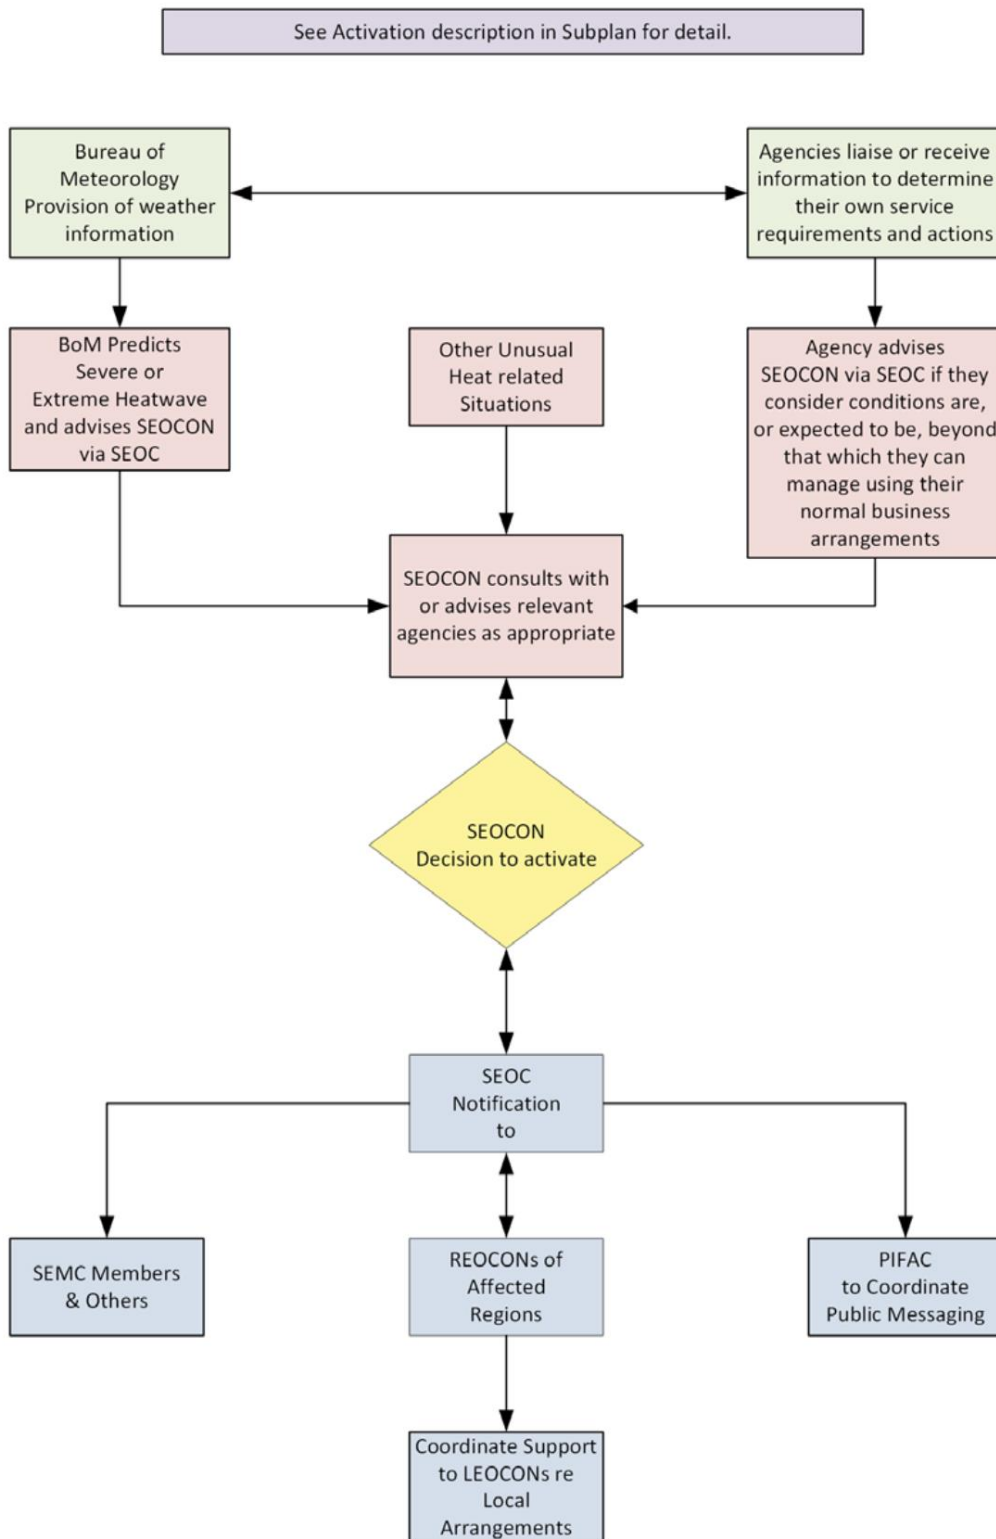 See Activation description in Subplan for detail.
Bureau of
Meteorology
Provision of weather
information
Agencies liaise or receive
information to determine
their own service
requirements and actions
BoM Predicts
Severe or
Extreme Heatwave
and advises SEOCON
via SEOC
Other Unusual
Heat related
Situations
Agency advises
SEOCON via SEOC if they
consider conditions are,
or expected to be, beyond
that which they can
manage using their
normal business
arrangements
SEOCON consults with
or advises relevant
agencies as appropriate
SEOCON
Decision to activate
SEOC
Notification
to
SEMC Members
& Others
REOCONs of
Affected
Regions
PIFAC
to Coordinate
Public Messaging
Coordinate Support
to LEOCONs re
Local
Arrangements